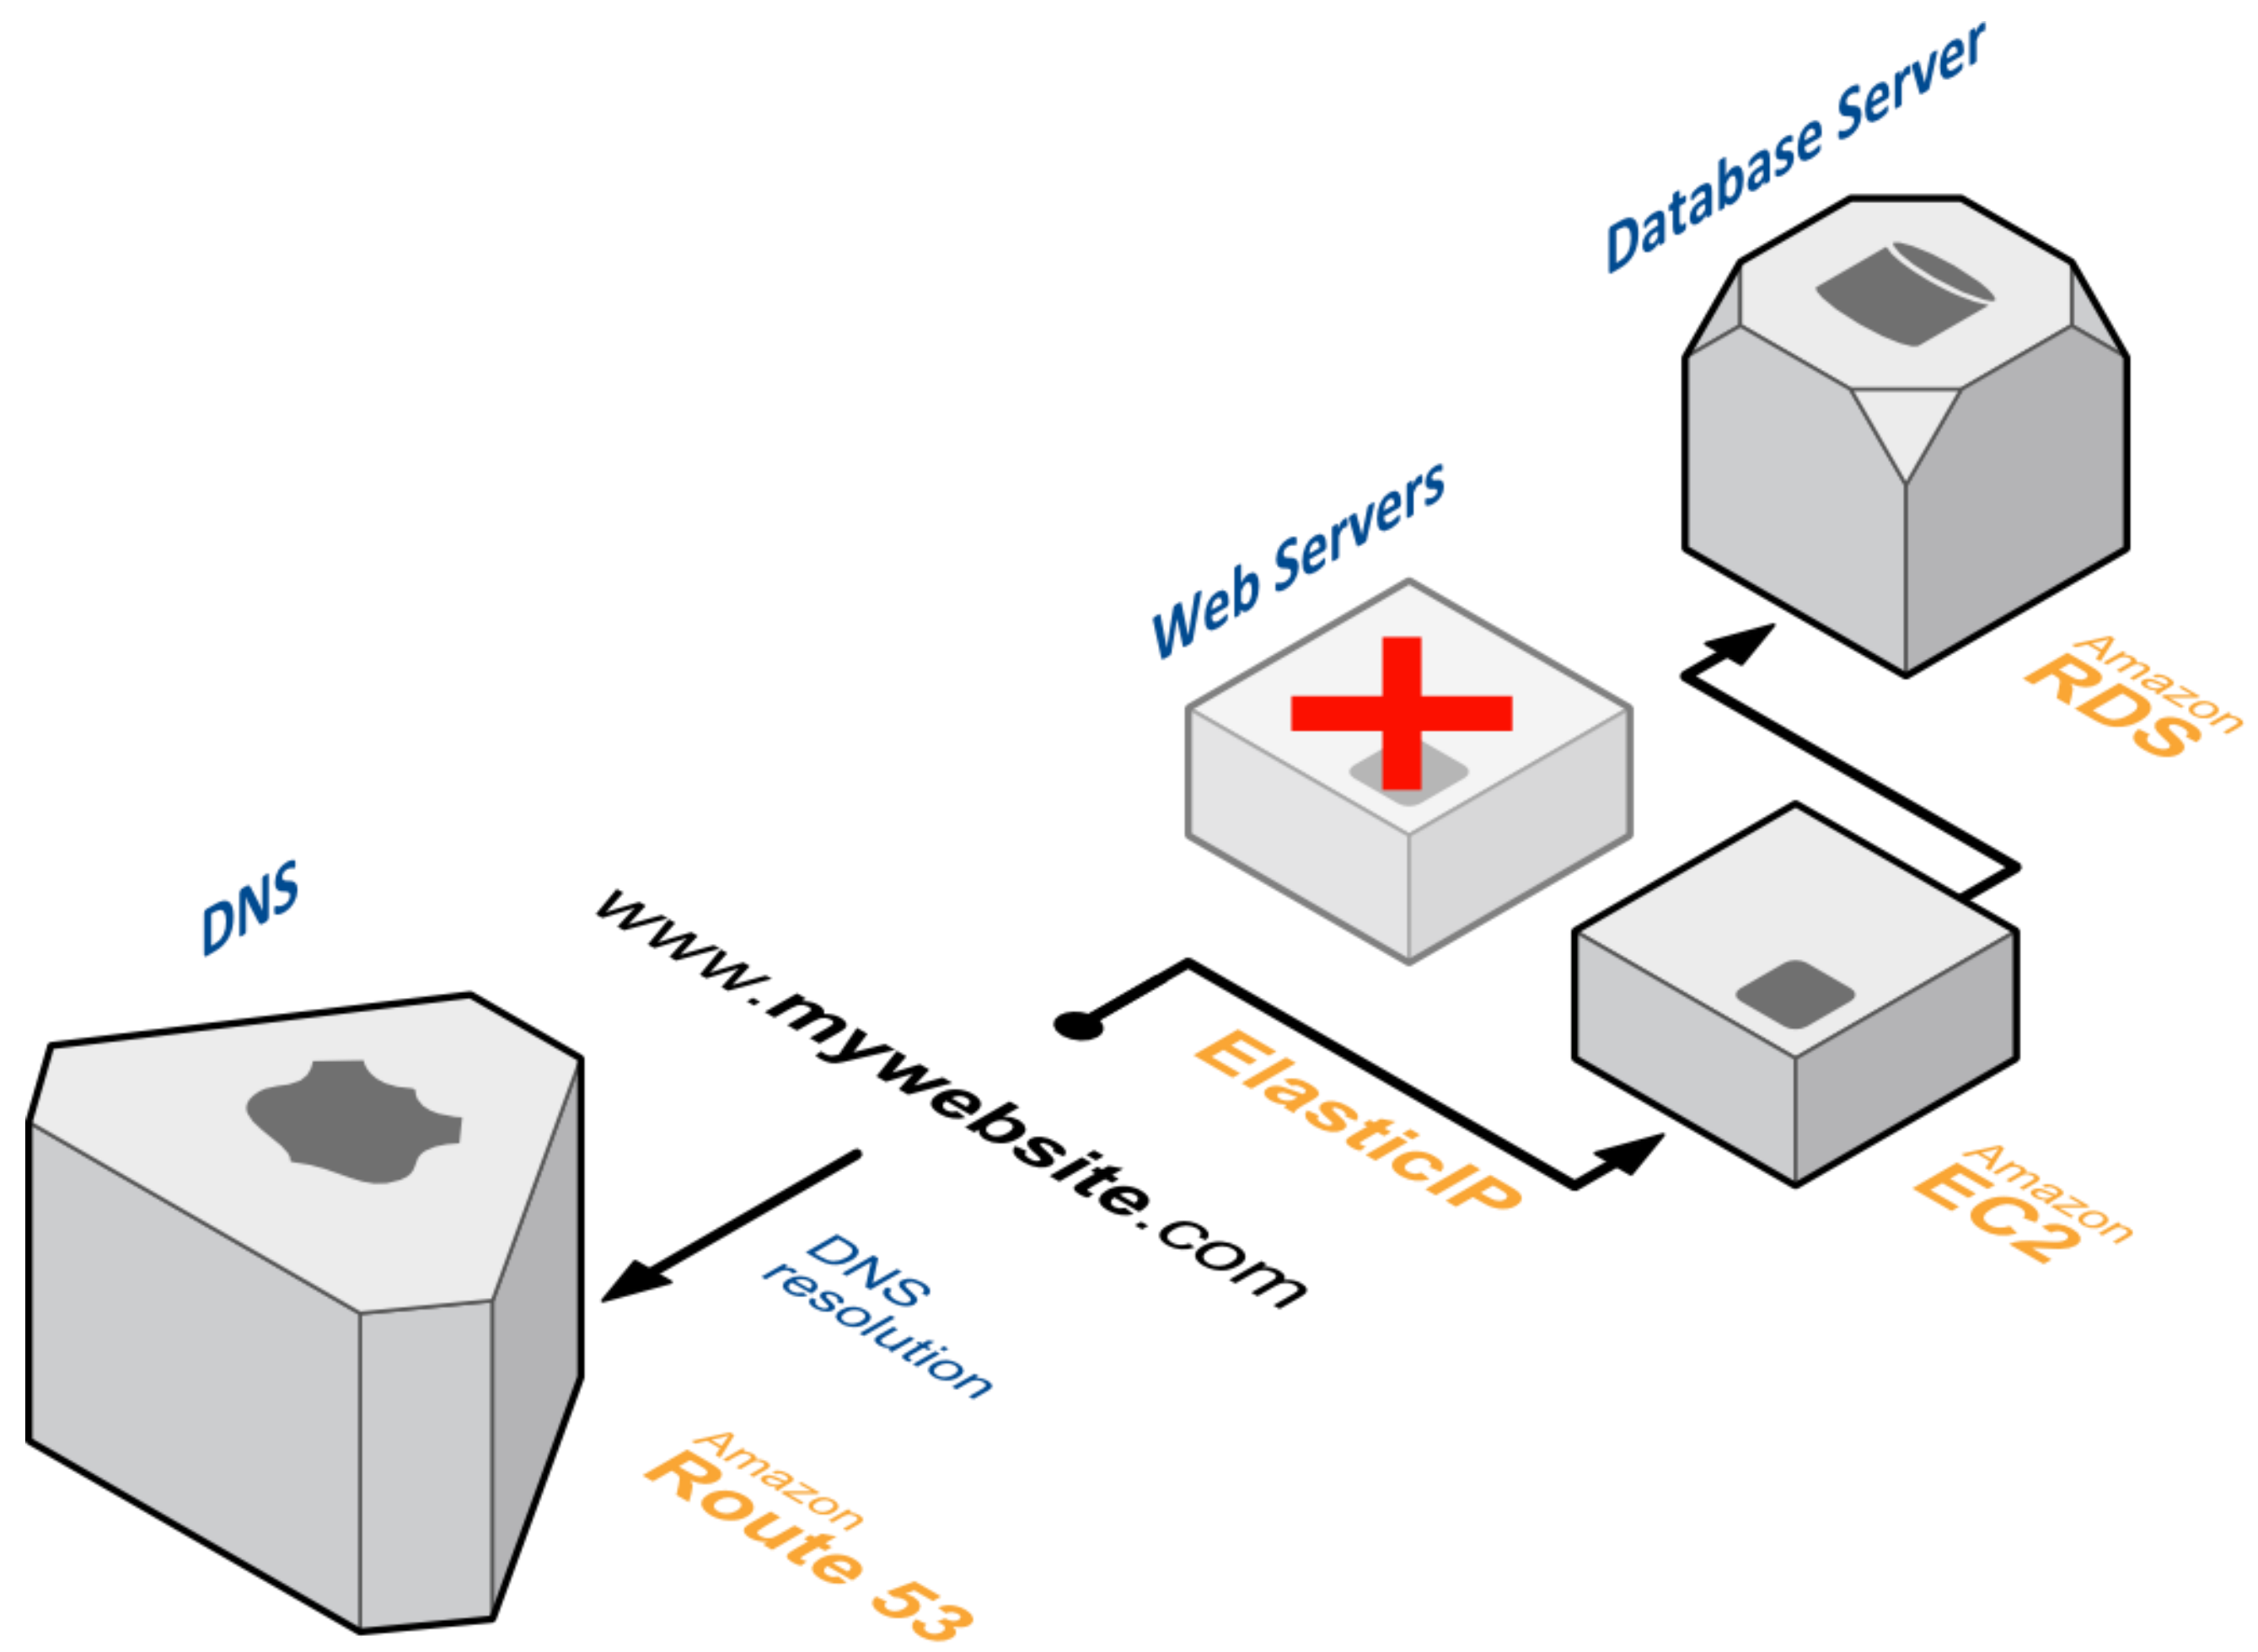 Database Server
Web Servers
Amazon
RDS
DNS
www.mywebsite.com
ElasticIP
Amazon
EC2
DNS
resolution
Amazon
Route 53